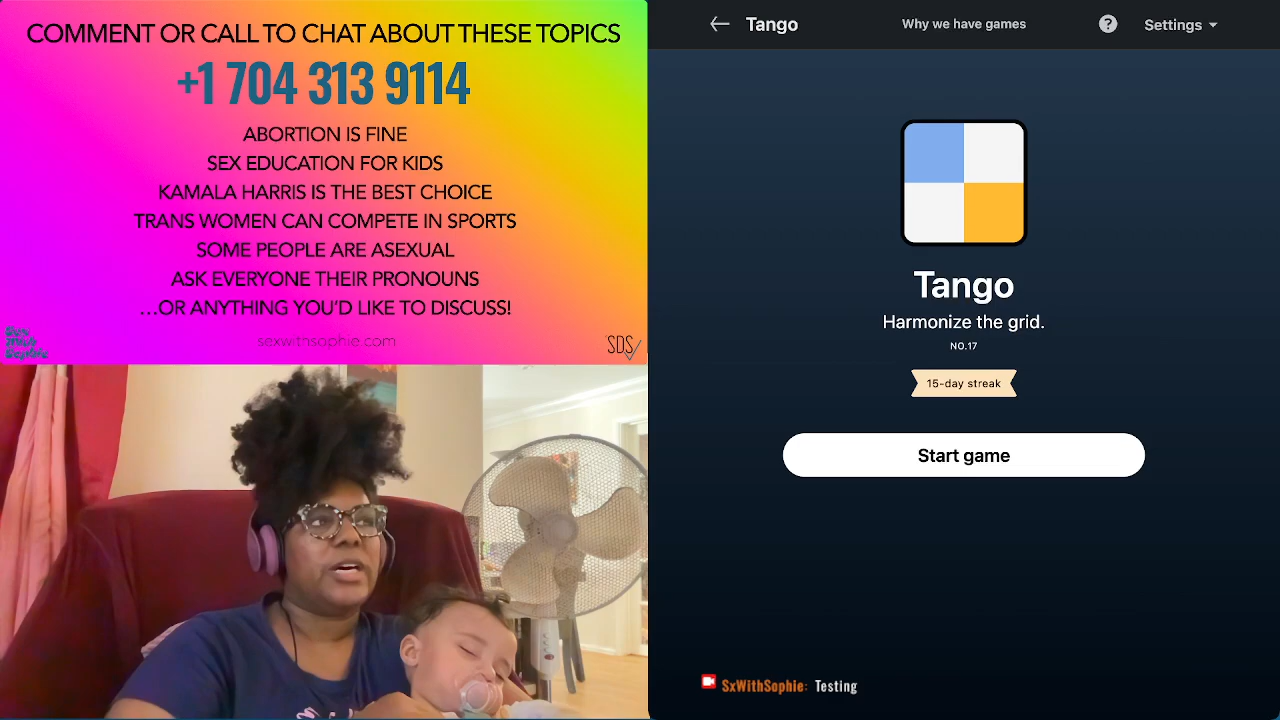 COMMENT OR CALL TO CHAT ABOUT THESE TOPICS
+1 704 313 9114
ABORTION IS FINE
SEX EDUCATION FOR KIDS
KAMALA HARRIS IS THE BEST CHOICE
TRANS WOMEN CAN COMPETE IN SPORTS
SOME PEOPLE ARE ASEXUAL
ASK EVERYONE THEIR PRONOUNS
...OR ANYTHING YOU'D LIKE TO DISCUSS!
sexwithsophie.com
Sex
With
Sophie
SDS
Tango
Why we have games
Settings
Tango
Harmonize the grid.
NO.17
15-day streak
Start game
SxWithSophie: Testing